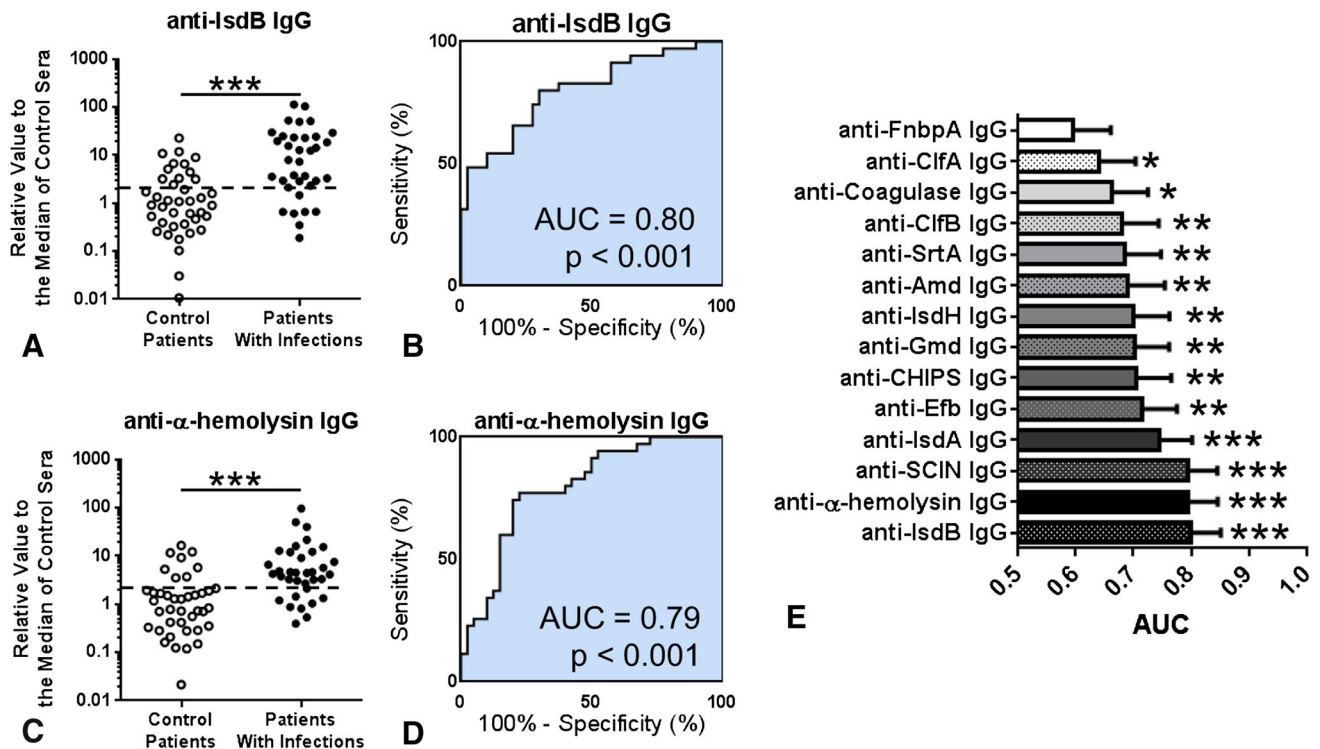 anti-IsdB IgG
Relative Value to
the Median of Control Sera
1000
100
10
1
0.1
0.01
***
Control
Patients
Patients
With Infections
A
anti-IsdB IgG
Sensitivity (%)
100
50
0
AUC = 0.80
p < 0.001
0
50
100
100% - Specificity (%)
B
anti-α-hemolysin IgG
Relative Value to
the Median of Control Sera
1000
100
10
1
0.1
0.01
***
Control
Patients
Patients
With Infections
C
anti-α-hemolysin IgG
Sensitivity (%)
100
50
0
AUC = 0.79
p < 0.001
0
50
100
100% - Specificity (%)
D
anti-FnbpA IgG
anti-ClfA IgG *
anti-Coagulase IgG *
anti-ClfB IgG **
anti-SrtA IgG **
anti-Amd IgG **
anti-IsdH IgG **
anti-Gmd IgG **
anti-CHIPS IgG **
anti-Efb IgG **
anti-IsdA IgG ***
anti-SCIN IgG ***
anti-α-hemolysin IgG ***
anti-IsdB IgG ***
0.5
0.6
0.7
0.8
0.9
1.0
AUC
E